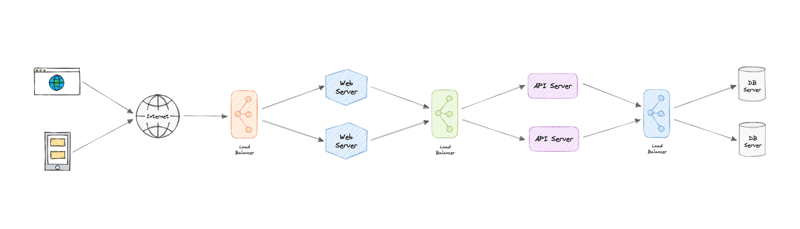 Internet
Load
Balancer
Web
Server
Web
Server
Load
Balancer
API Server
API Server
Load
Balancer
DB
Server
DB
Server